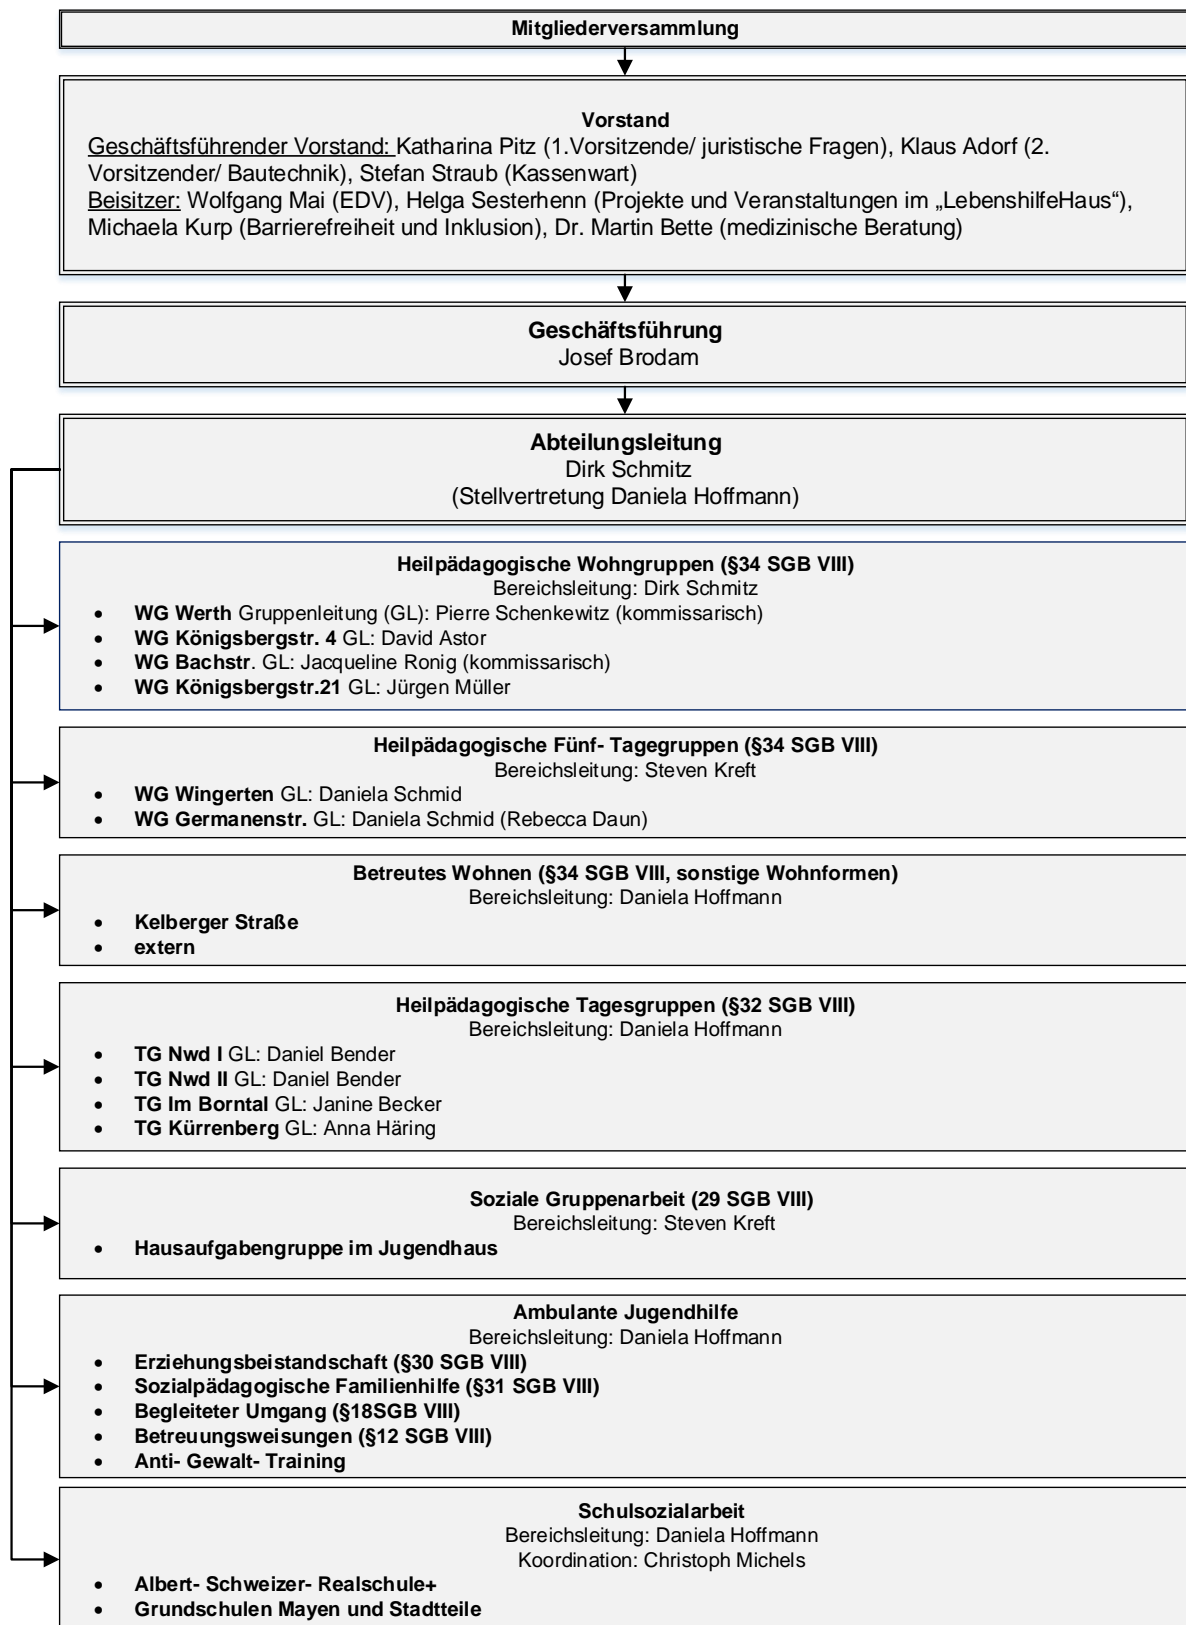 Mitgliederversammlung
Vorstand
Geschäftsführender Vorstand: Katharina Pitz (1.Vorsitzende/ juristische Fragen), Klaus Adorf (2.
Vorsitzender/ Bautechnik), Stefan Straub (Kassenwart)
Beisitzer: Wolfgang Mai (EDV), Helga Sesterhenn (Projekte und Veranstaltungen im „LebenshilfeHaus“),
Michaela Kurp (Barrierefreiheit und Inklusion), Dr. Martin Bette (medizinische Beratung)
Geschäftsführung
Josef Brodam
Abteilungsleitung
Dirk Schmitz
(Stellvertretung Daniela Hoffmann)
Heilpädagogische Wohngruppen (§34 SGB VIII)
Bereichsleitung: Dirk Schmitz
• WG Werth Gruppenleitung (GL): Pierre Schenkewitz (kommissarisch)
• WG Königsbergstr. 4 GL: David Astor
• WG Bachstr. GL: Jacqueline Ronig (kommissarisch)
• WG Königsbergstr.21 GL: Jürgen Müller
Heilpädagogische Fünf- Tagegruppen (§34 SGB VIII)
Bereichsleitung: Steven Kreft
• WG Wingerten GL: Daniela Schmid
• WG Germanenstr. GL: Daniela Schmid (Rebecca Daun)
Betreutes Wohnen (§34 SGB VIII, sonstige Wohnformen)
Bereichsleitung: Daniela Hoffmann
• Kelberger Straße
• extern
Heilpädagogische Tagesgruppen (§32 SGB VIII)
Bereichsleitung: Daniela Hoffmann
• TG Nwd I GL: Daniel Bender
• TG Nwd II GL: Daniel Bender
• TG Im Borntal GL: Janine Becker
• TG Kürrenberg GL: Anna Häring
Soziale Gruppenarbeit (29 SGB VIII)
Bereichsleitung: Steven Kreft
• Hausaufgabengruppe im Jugendhaus
Ambulante Jugendhilfe
Bereichsleitung: Daniela Hoffmann
• Erziehungsbeistandschaft (§30 SGB VIII)
• Sozialpädagogische Familienhilfe (§31 SGB VIII)
• Begleiteter Umgang (§18SGB VIII)
• Betreuungsweisungen (§12 SGB VIII)
• Anti- Gewalt- Training
Schulsozialarbeit
Bereichsleitung: Daniela Hoffmann
Koordination: Christoph Michels
• Albert- Schweizer- Realschule+
• Grundschulen Mayen und Stadtteile